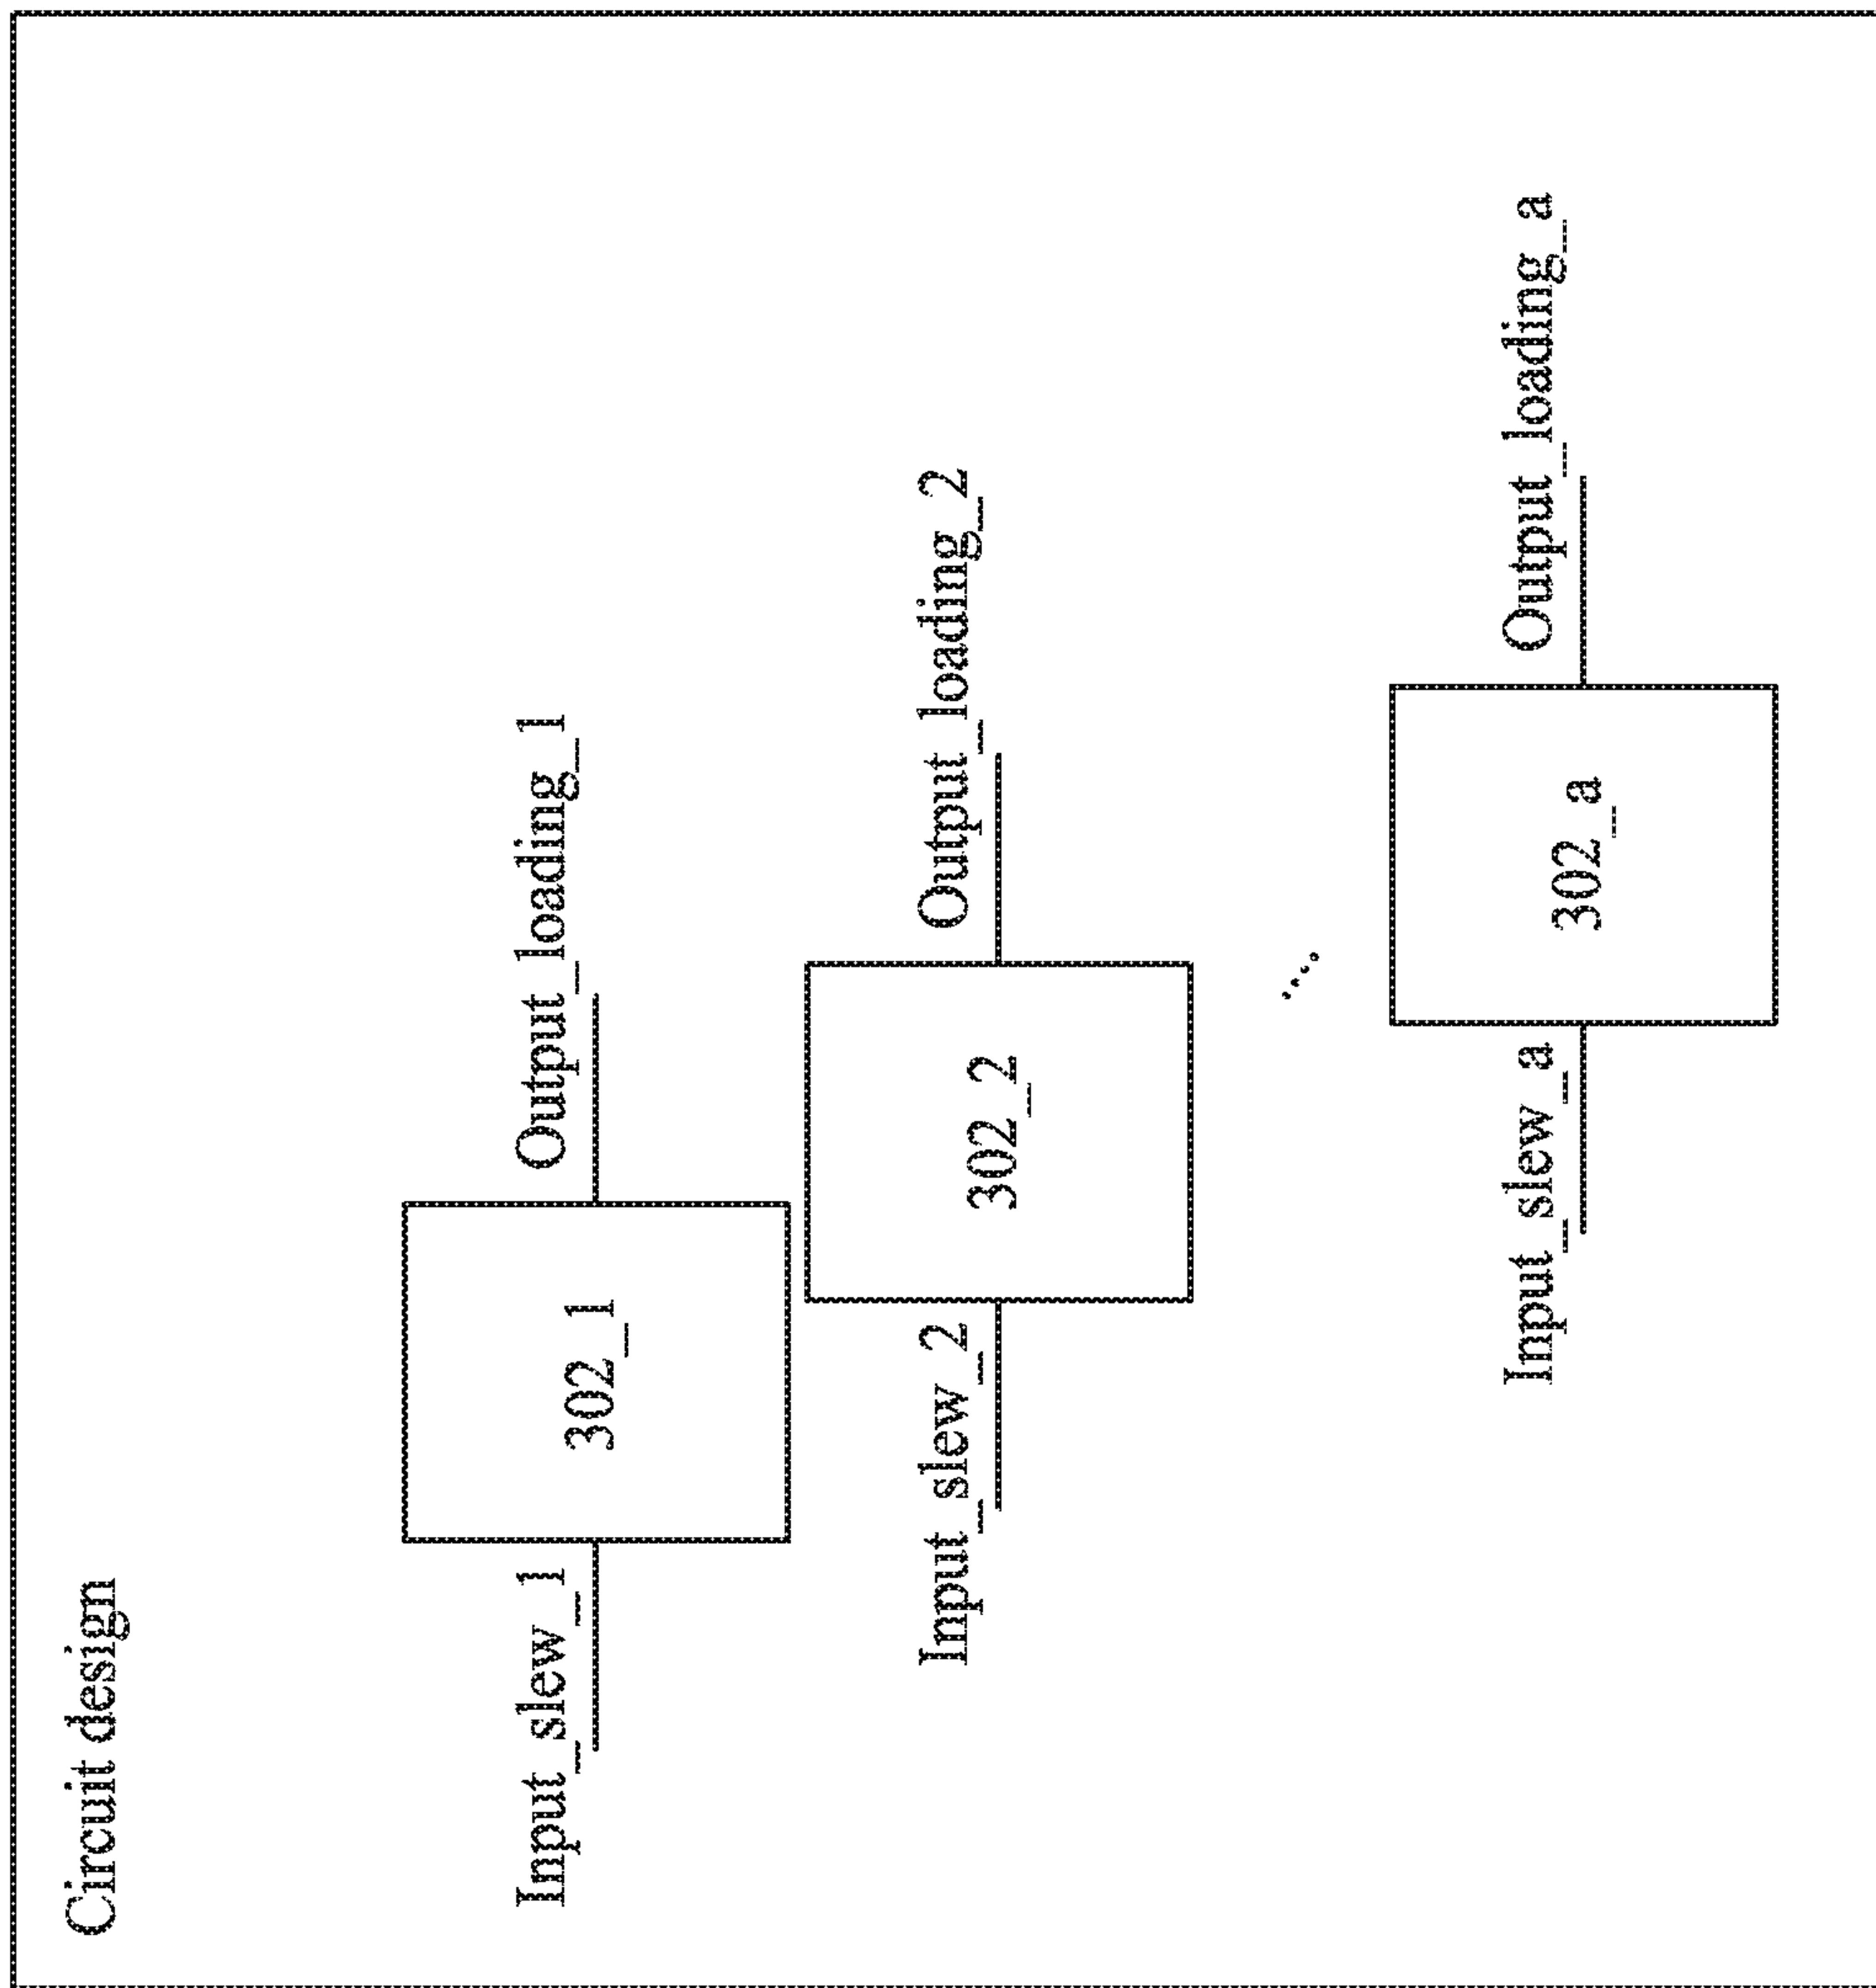 Circuit design
Input_slew_1
302_1
Output_loading_1
Input_slew_2
302_2
Output_loading_2
...
Input_slew_a
302_a
Output_loading_a